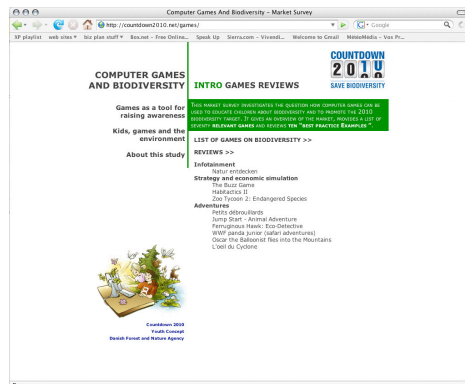 Computer Games And Biodiversity - Market Survey
http://countdown2010.net/games/
Google
XP playlist web sites ▾ biz plan stuff ▾ Box.net - Free Online... Speak Up Sierra.com - Vivendi... Welcome to Gmail MédiaMédia - Vos Pr...
COUNTDOWN
2010
SAVE BIODIVERSITY
COMPUTER GAMES
AND BIODIVERSITY
INTRO GAMES REVIEWS
Games as a tool for
raising awareness
Kids, games and the
environment
About this study
THIS MARKET SURVEY INVESTIGATES THE QUESTION HOW COMPUTER GAMES CAN BE
USED TO EDUCATE CHILDREN ABOUT BIODIVERSITY AND TO PROMOTE THE 2010
BIODIVERSITY TARGET. IT GIVES AN OVERVIEW OF THE MARKET, PROVIDES A LIST OF
SEVENTY RELEVANT GAMES AND REVIEWS TEN "BEST PRACTICE EXAMPLES ".
LIST OF GAMES ON BIODIVERSITY >>
REVIEWS >>
Infotainment
Natur entdecken
Strategy and economic simulation
The Buzz Game
Habitactics II
Zoo Tycoon 2: Endangered Species
Adventures
Petits débrouillards
Jump Start - Animal Adventure
Ferruginous Hawk: Eco-Detective
WWF panda junior (safari adventures)
Oscar the Balleonist flies into the Mountains
L'oeil du Cyclone
Countdown 2010
Youth Concept
Danish Forest and Nature Agency